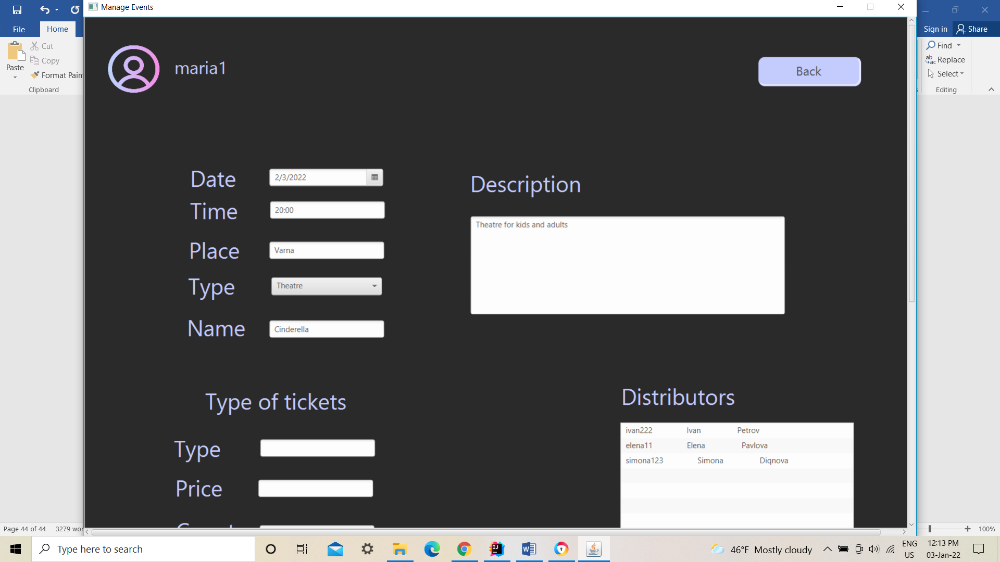 Manage Events
File
Home
Sign in
Share
Cut
Copy
Paste
Format Pain
Clipboard
Find
Replace
Select
Editing
maria1
Back
Date
2/3/2022
Time
20:00
Place
Varna
Type
Theatre
Name
Cinderella
Description
Theatre for kids and adults
Type of tickets
Type
Price
Distributors
ivan222 Ivan Petrov
elena11 Elena Pavlova
simona123 Simona Diqnova
Page 44 of 44 3279 wor
100%
Type here to search
46°F Mostly cloudy
ENG
US
12:13 PM
03-Jan-22